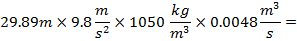 29.89m × 9.8 m/s² × 1050 kg/m³ × 0.0048 m³/s =